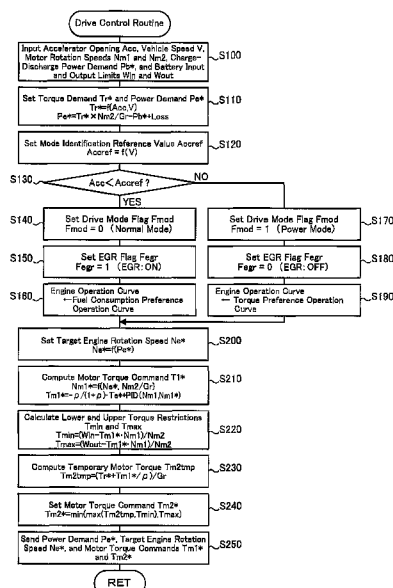 Drive Control Routine
Input Accelerator Opening Acc, Vehicle Speed V,
Motor Rotation Speeds Nm1 and Nm2, Charge-
Discharge Power Demand Pb*, and Battery Input
and Output Limits Win and Wout
S100
Set Torque Demand Tr* and Power Demand Pe*
Tr*=f(Acc,V)
Pe*=Tr*×Nm2/Gr-Pb*+Loss
S110
Set Mode Identification Reference Value Accref
Accref = f(V)
S120
S130
Acc<Accref ?
NO
YES
S140
Set Drive Mode Flag Fmod
Fmod = 0 (Normal Mode)
Set Drive Mode Flag Fmod
Fmod = 1 (Power Mode)
S170
S150
Set EGR Flag Fegr
Fegr = 1 (EGR: ON)
Set EGR Flag Fegr
Fegr = 0 (EGR: OFF)
S180
S160
Engine Operation Curve
←Fuel Consumption Preference
Operation Curve
Engine Operation Curve
← Torque Preference Operation
Curve
S190
Set Target Engine Rotation Speed Ne*
Ne*=f(Pe*)
S200
Compute Motor Torque Command T1*
Nm1*=f(Ne*, Nm2/Gr)
Tm1*=-ρ/(1+ρ)·Te*+PID(Nm1,Nm1*)
S210
Calculate Lower and Upper Torque Restrictions
Tmin and Tmax
Tmin=(Win-Tm1*·Nm1)/Nm2
Tmax=(Wout-Tm1*·Nm1)/Nm2
S220
Compute Temporary Motor Torque Tm2tmp
Tm2tmp=(Tr*+Tm1*/ρ)/Gr
S230
Set Motor Torque Command Tm2*
Tm2*=min(max(Tm2tmp,Tmin),Tmax)
S240
Send Power Demand Pe*, Target Engine Rotation
Speed Ne*, and Motor Torque Commands Tm1*
and Tm2*
S250
RET